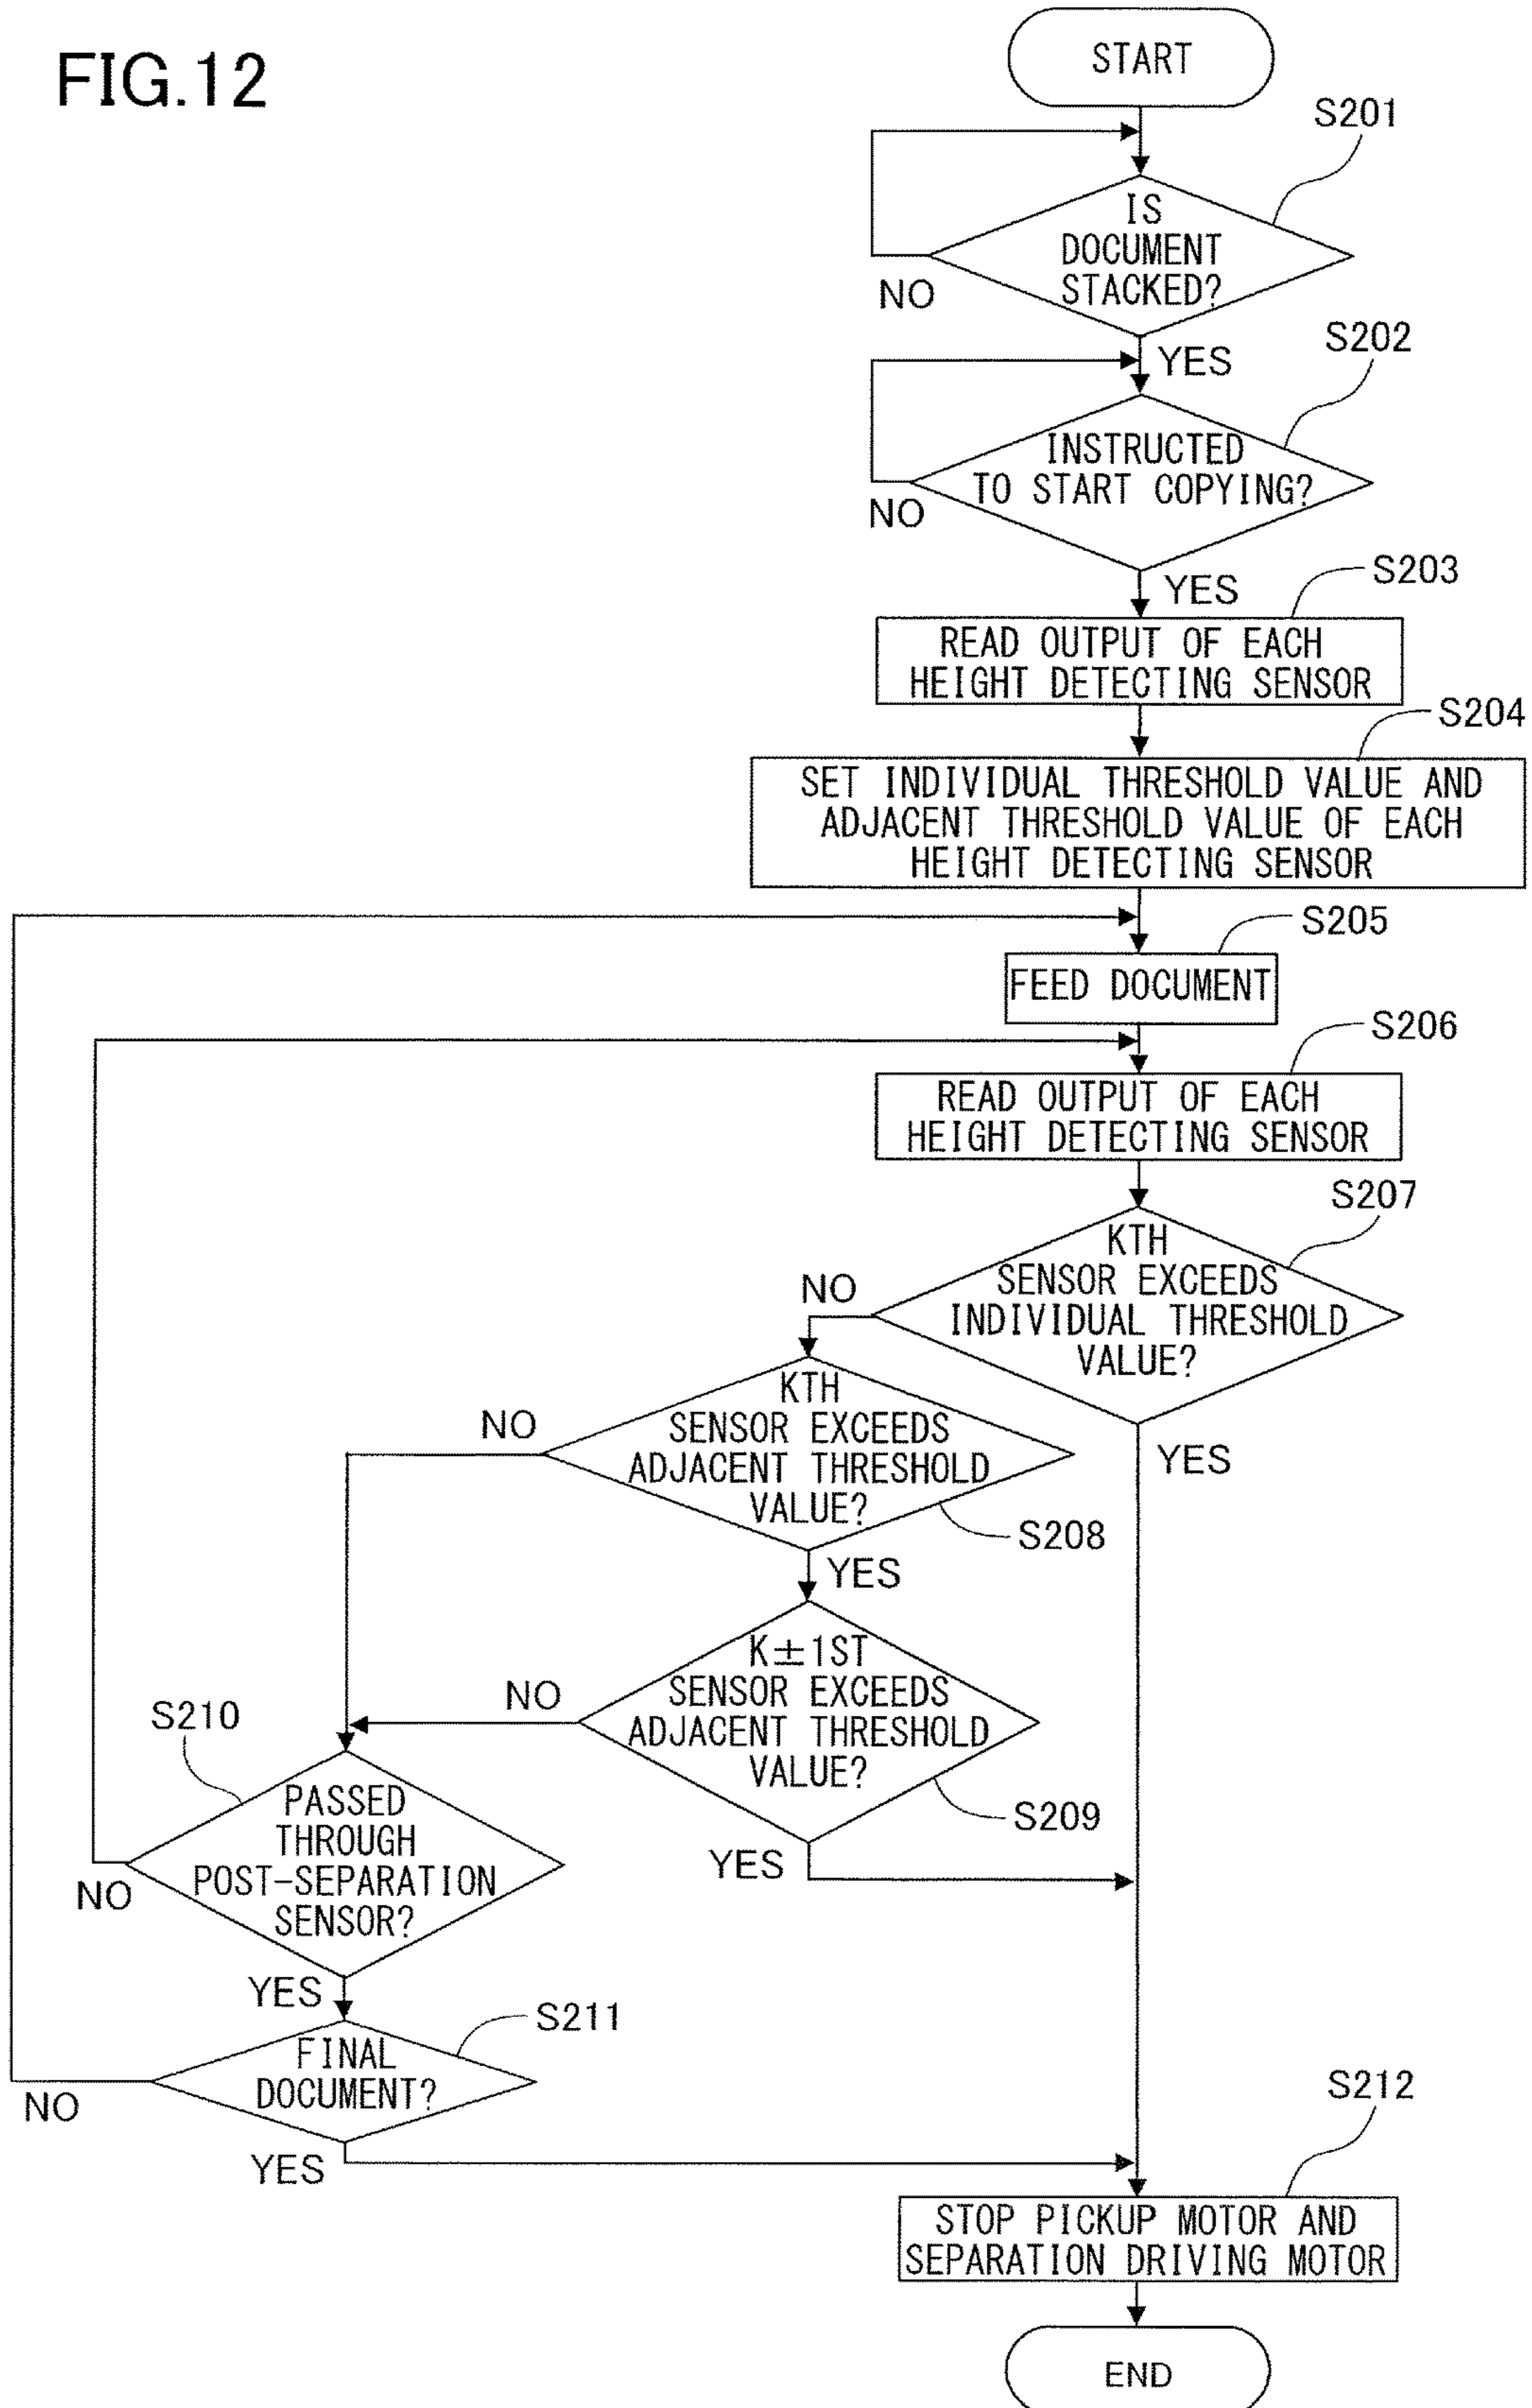 FIG.12
START
S201
IS
DOCUMENT
STACKED?
NO
YES
S202
INSTRUCTED
TO START COPYING?
NO
YES
S203
READ OUTPUT OF EACH
HEIGHT DETECTING SENSOR
S204
SET INDIVIDUAL THRESHOLD VALUE AND
ADJACENT THRESHOLD VALUE OF EACH
HEIGHT DETECTING SENSOR
S205
FEED DOCUMENT
S206
READ OUTPUT OF EACH
HEIGHT DETECTING SENSOR
S207
KTH
SENSOR EXCEEDS
INDIVIDUAL THRESHOLD
VALUE?
NO
YES
KTH
SENSOR EXCEEDS
ADJACENT THRESHOLD
VALUE?
NO
S208
YES
K±1ST
SENSOR EXCEEDS
ADJACENT THRESHOLD
VALUE?
NO
S209
YES
S210
PASSED
THROUGH
POST-SEPARATION
SENSOR?
NO
YES
S211
FINAL
DOCUMENT?
NO
YES
S212
STOP PICKUP MOTOR AND
SEPARATION DRIVING MOTOR
END